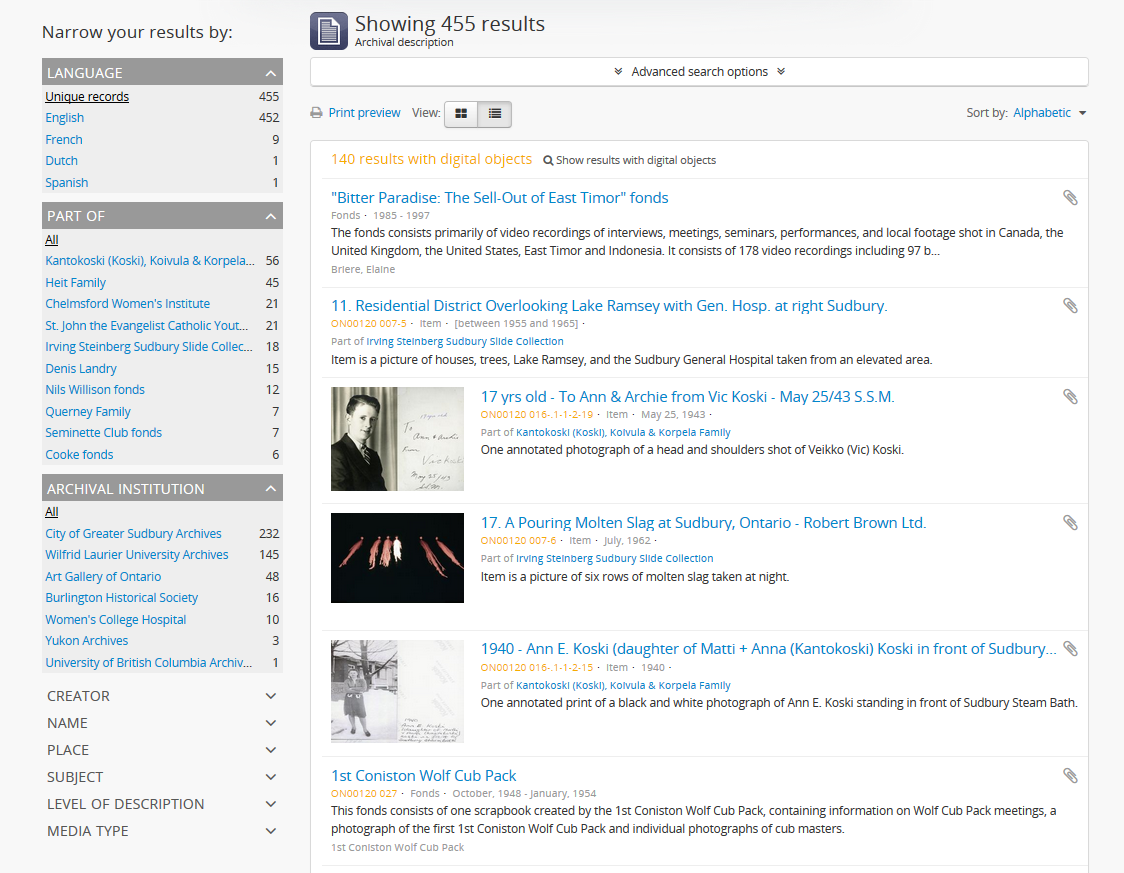 Narrow your results by:
LANGUAGE
Unique records 455
English 452
French 9
Dutch 1
Spanish 1
PART OF
All
Kantokoski (Koski), Koivula & Korpela... 56
Heit Family 45
Chelmsford Women's Institute 21
St. John the Evangelist Catholic Yout... 21
Irving Steinberg Sudbury Slide Collec... 18
Denis Landry 15
Nils Willison fonds 12
Querney Family 7
Seminette Club fonds 7
Cooke fonds 6
ARCHIVAL INSTITUTION
All
City of Greater Sudbury Archives 232
Wilfrid Laurier University Archives 145
Art Gallery of Ontario 48
Burlington Historical Society 16
Women's College Hospital 10
Yukon Archives 3
University of British Columbia Archiv... 1
CREATOR
NAME
PLACE
SUBJECT
LEVEL OF DESCRIPTION
MEDIA TYPE
Showing 455 results
Archival description
Advanced search options
Print preview View: Sort by: Alphabetic
140 results with digital objects Show results with digital objects
"Bitter Paradise: The Sell-Out of East Timor" fonds
Fonds · 1985 - 1997
The fonds consists primarily of video recordings of interviews, meetings, seminars, performances, and local footage shot in Canada, the
United Kingdom, the United States, East Timor and Indonesia. It consists of 178 video recordings including 97 b...
Briere, Elaine
11. Residential District Overlooking Lake Ramsey with Gen. Hosp. at right Sudbury.
ON00120 007-5 · Item · [between 1955 and 1965] ·
Part of Irving Steinberg Sudbury Slide Collection
Item is a picture of houses, trees, Lake Ramsey, and the Sudbury General Hospital taken from an elevated area.
17 yrs old - To Ann & Archie from Vic Koski - May 25/43 S.S.M.
ON00120 016-.1-1-2-19 · Item · May 25, 1943 ·
Part of Kantokoski (Koski), Koivula & Korpela Family
One annotated photograph of a head and shoulders shot of Veikko (Vic) Koski.
17 yrs old
To
Ann & Archie
From
Vic Koski
May 25/43
S.S.M.
17. A Pouring Molten Slag at Sudbury, Ontario - Robert Brown Ltd.
ON00120 007-6 · Item · July, 1962 ·
Part of Irving Steinberg Sudbury Slide Collection
Item is a picture of six rows of molten slag taken at night.
1940 - Ann E. Koski (daughter of Matti + Anna (Kantokoski) Koski in front of Sudbury...
ON00120 016-.1-1-2-15 · Item · 1940 ·
Part of Kantokoski (Koski), Koivula & Korpela Family
One annotated print of a black and white photograph of Ann E. Koski standing in front of Sudbury Steam Bath.
1940
Ann E. Koski
1st Coniston Wolf Cub Pack
ON00120 027 · Fonds · October, 1948 - January, 1954
This fonds consists of one scrapbook created by the 1st Coniston Wolf Cub Pack, containing information on Wolf Cub Pack meetings, a
photograph of the first 1st Coniston Wolf Cub Pack and individual photographs of cub masters.
1st Coniston Wolf Cub Pack